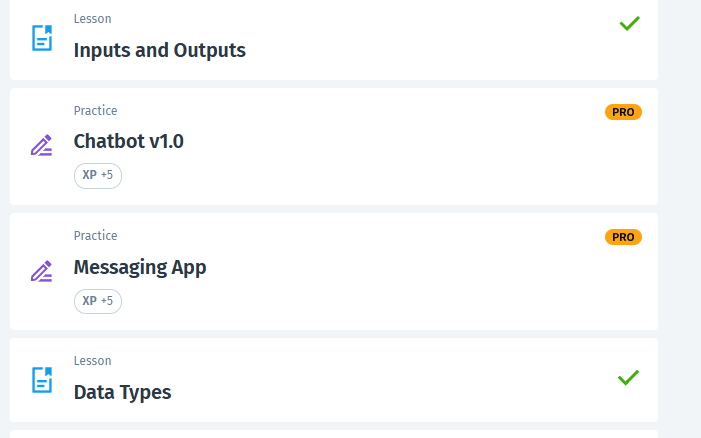 Lesson
Inputs and Outputs
Practice
PRO
Chatbot v1.0
XP +5
Practice
PRO
Messaging App
XP +5
Lesson
Data Types